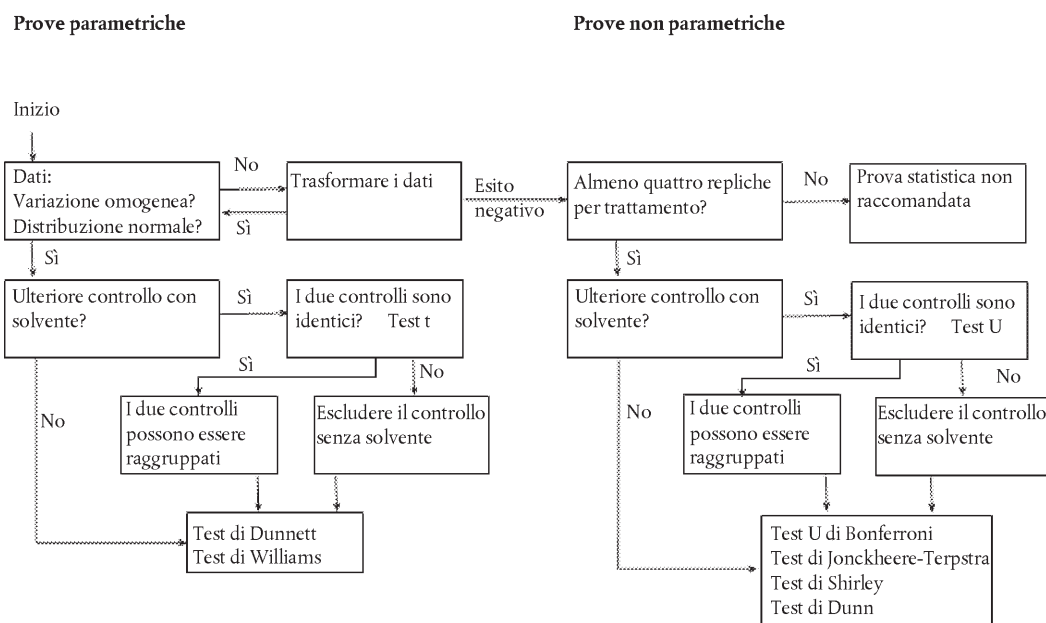 Prove parametriche
Prove non parametriche
Inizio
Dati:
Variazione omogenea?
Distribuzione normale?
No
Sì
Trasformare i dati
Esito
negativo
Almeno quattro repliche
per trattamento?
No
Prova statistica non
raccomandata
Sì
Ulteriore controllo con
solvente?
Sì
I due controlli sono
identici? Test t
Sì
No
No
I due controlli
possono essere
raggruppati
Escludere il controllo
senza solvente
Test di Dunnett
Test di Williams
Sì
Ulteriore controllo con
solvente?
Sì
I due controlli sono
identici? Test U
Sì
No
No
I due controlli
possono essere
raggruppati
Escludere il controllo
senza solvente
Test U di Bonferroni
Test di Jonckheere-Terpstra
Test di Shirley
Test di Dunn